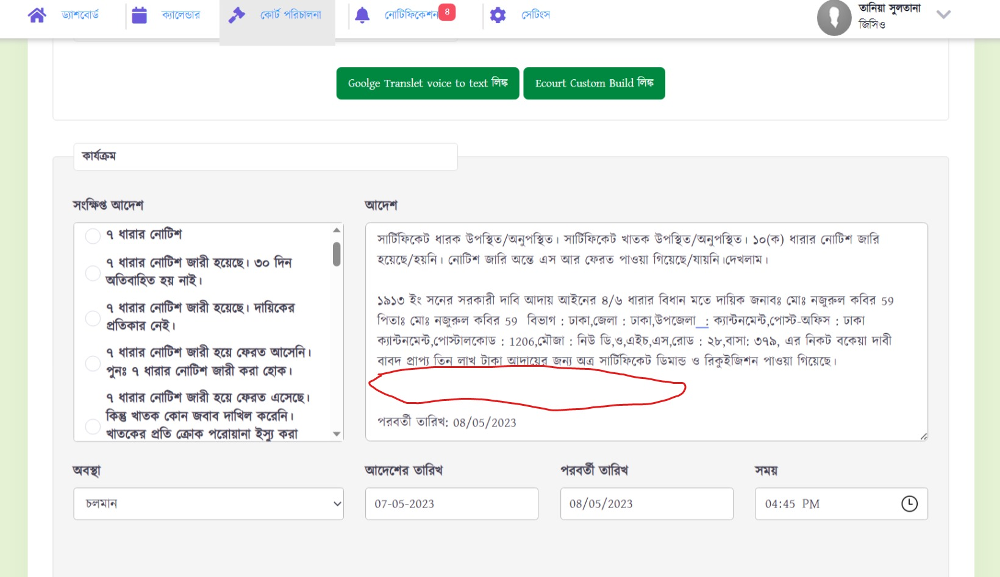 ড্যাশবোর্ড
ক্যালেন্ডার
কোর্ট পরিচালনা
নোটিফিকেশন 8
সেটিংস
তানিয়া সুলতানা
জিসিও
Goolge Translet voice to text লিঙ্ক
Ecourt Custom Build লিঙ্ক
কার্যক্রম
সংক্ষিপ্ত আদেশ
৭ ধারার নোটিশ
৭ ধারার নোটিশ জারী হয়েছে। ৩০ দিন
অতিবাহিত হয় নাই।
৭ ধারার নোটিশ জারী হয়েছে। দায়িকের
প্রতিকার নেই।
৭ ধারার নোটিশ জারী হয়ে ফেরত আসেনি।
পুনঃ ৭ ধারার নোটিশ জারী করা হোক।
৭ ধারার নোটিশ জারী হয়ে ফেরত এসেছে।
কিন্তু খাতক কোন জবাব দাখিল করেনি।
খাতকের প্রতি ক্রোক পরোয়ানা ইস্যু করা
আদেশ
সার্টিফিকেট ধারক উপস্থিত/অনুপস্থিত। সার্টিফিকেট খাতক উপস্থিত/অনুপস্থিত। ১০(ক) ধারার নোটিশ জারি
হয়েছে/হয়নি। নোটিশ জারি অন্তে এস আর ফেরত পাওয়া গিয়েছে/যায়নি।দেখলাম।
১৯১৩ ইং সনের সরকারী দাবি আদায় আইনের ৪/৬ ধারার বিধান মতে দায়িক জনাবঃ মোঃ নজুরুল কবির 59
পিতাঃ মোঃ নজুরুল কবির 59 বিভাগ : ঢাকা,জেলা : ঢাকা,উপজেলা : ক্যান্টনমেন্ট,পোস্ট-অফিস : ঢাকা
ক্যান্টনমেন্ট,পোস্টালকোড : 1206,মৌজা : নিউ ডি,ও,এইচ,এস,রোড : ২৮,বাসা: ৩৭৯, এর নিকট বকেয়া দাবী
বাবদ প্রাপ্য তিন লাখ টাকা আদায়ের জন্য অত্র সার্টিফিকেট ডিমান্ড ও রিকুইজিশন পাওয়া গিয়েছে।
পরবর্তী তারিখ: 08/05/2023
অবস্থা
চলমান
আদেশের তারিখ
07-05-2023
পরবর্তী তারিখ
08/05/2023
সময়
04:45 PM